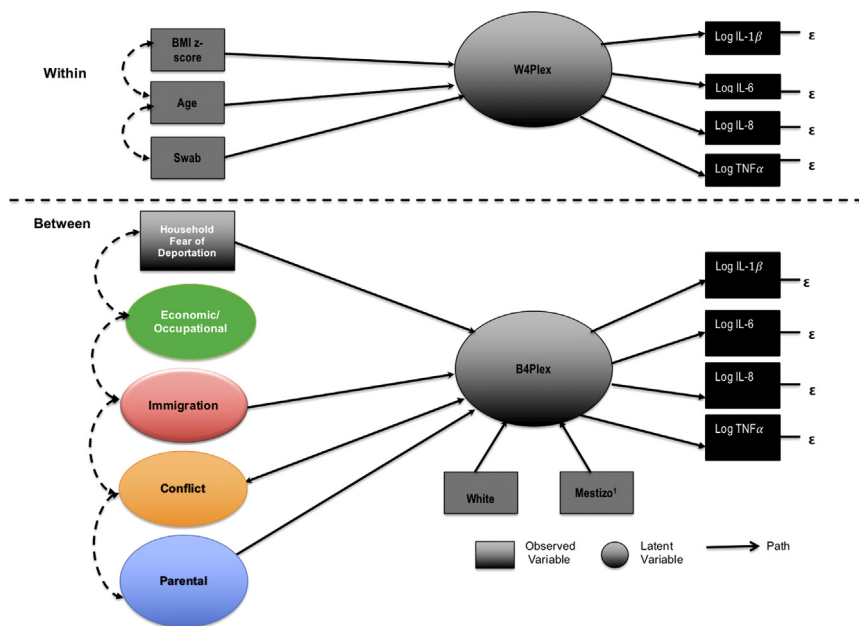 Within
BMI z-
score
Age
Swab
W4Plex
Log IL-1β
ε
Log IL-6
ε
Log IL-8
ε
Log TNFα
ε
Between
Household
Fear of
Deportation
Economic/
Occupational
Immigration
Conflict
Parental
B4Plex
White
Mestizo¹
Log IL-1β
ε
Log IL-6
ε
Log IL-8
ε
Log TNFα
ε
Observed
Variable
Latent
Variable
Path